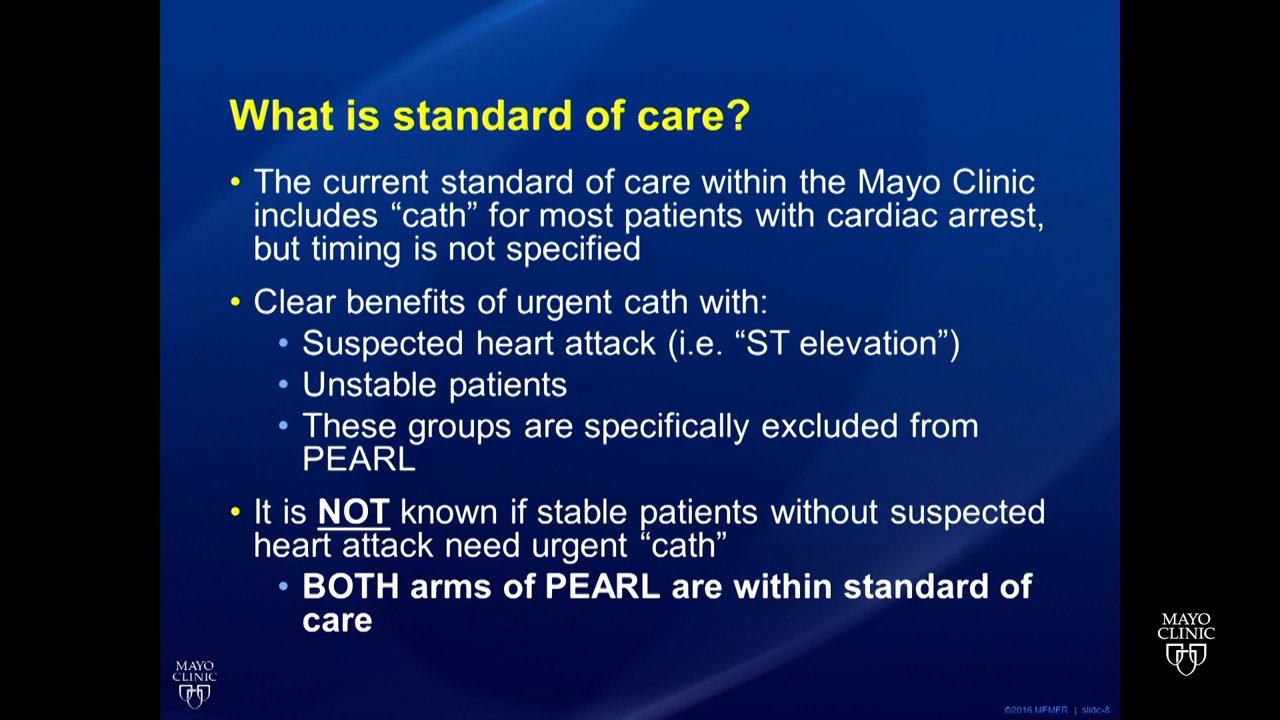 What is standard of care?
• The current standard of care within the Mayo Clinic
includes “cath” for most patients with cardiac arrest,
but timing is not specified
• Clear benefits of urgent cath with:
• Suspected heart attack (i.e. “ST elevation”)
• Unstable patients
• These groups are specifically excluded from
PEARL
• It is NOT known if stable patients without suspected
heart attack need urgent “cath”
• BOTH arms of PEARL are within standard of
care
MAYO
CLINIC
MAYO
CLINIC
©2016 MFMER | slide-8